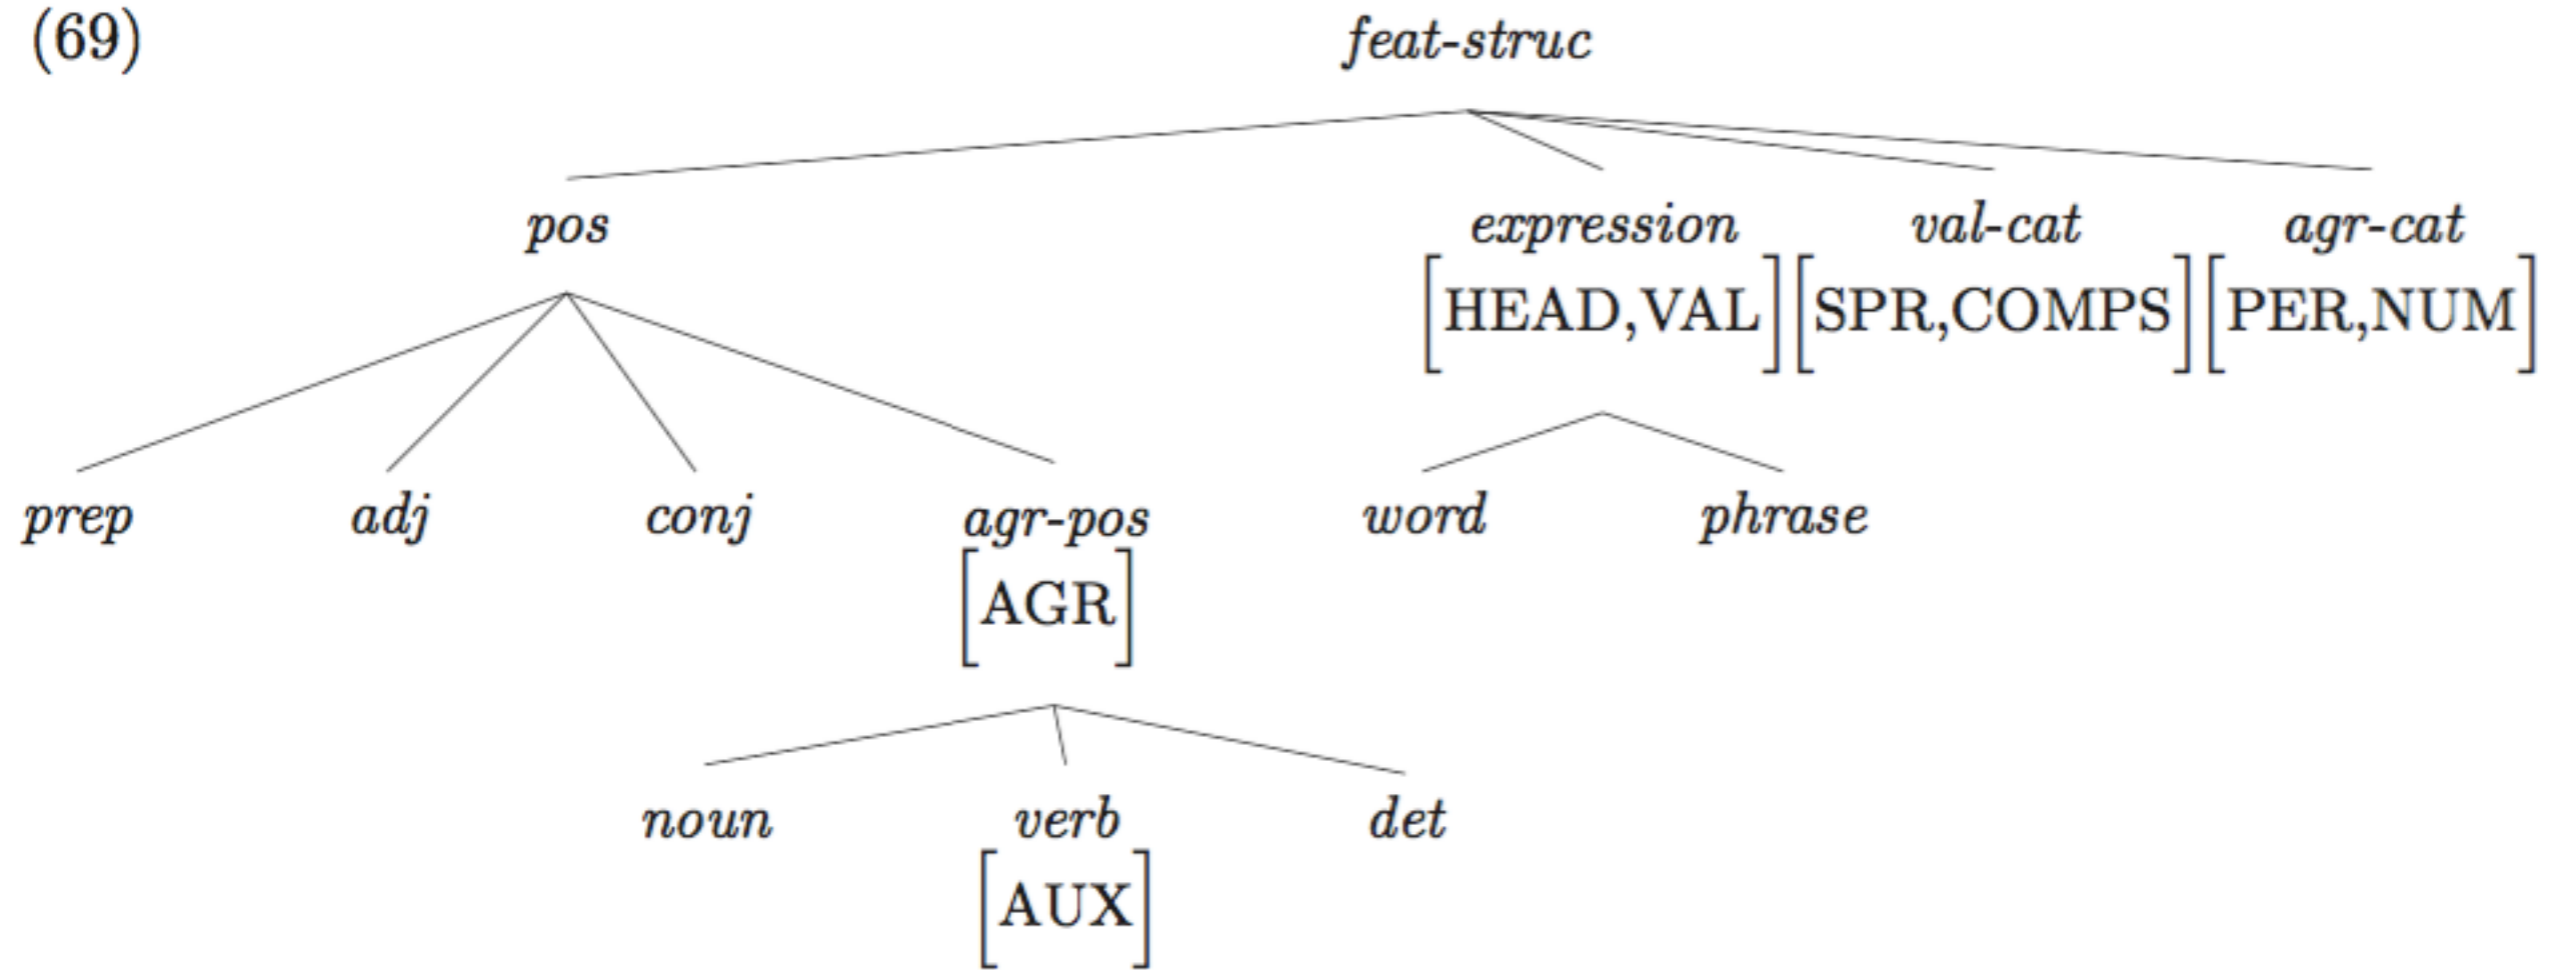 (69) feat-struc
pos expression val-cat agr-cat
[HEAD,VAL] [SPR,COMPS] [PER,NUM]
prep adj conj agr-pos word phrase
[AGR]
noun verb det
[AUX]